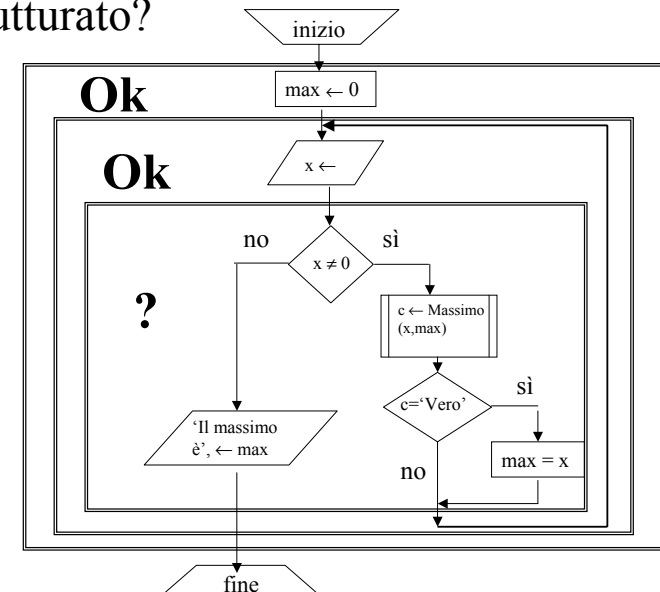 utturato?
inizio
Ok
max ← 0
Ok
x ←
no
sì
x ≠ 0
?
c ← Massimo
(x,max)
c=‘Vero’
sì
‘Il massimo
è’, ← max
no
max = x
fine